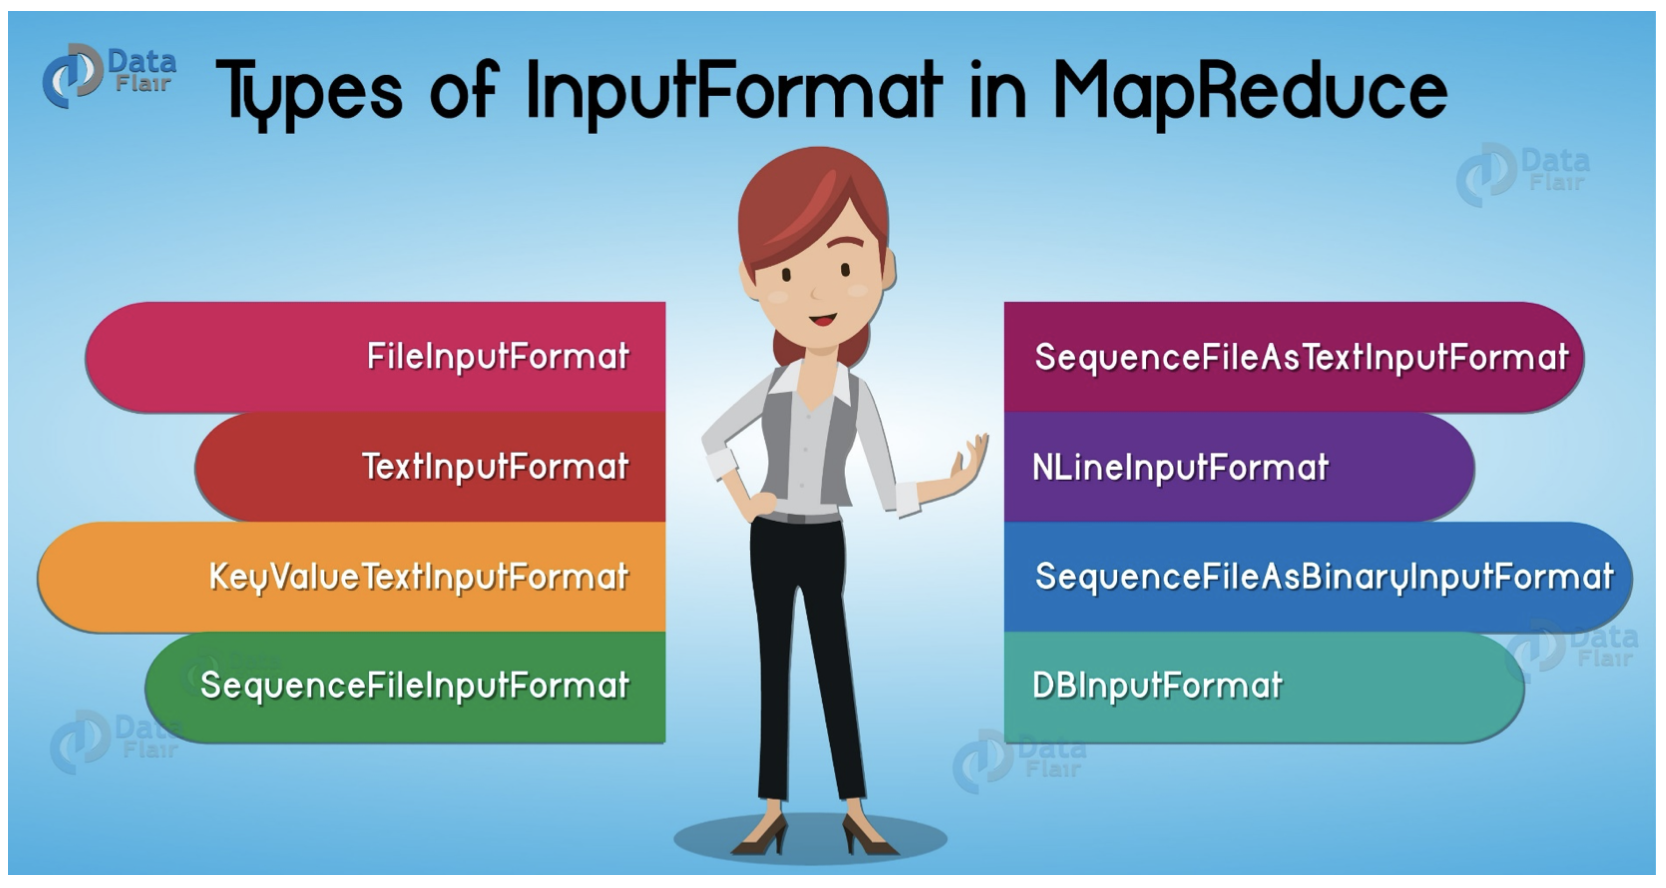 Data
Flair
Types of InputFormat in MapReduce
Data
Flair
FileInputFormat
TextInputFormat
KeyValueTextInputFormat
SequenceFileInputFormat
SequenceFileAsTextInputFormat
NLineInputFormat
SequenceFileAsBinaryInputFormat
DBInputFormat
Data
Flair
Data
Flair
Data
Flair
Data